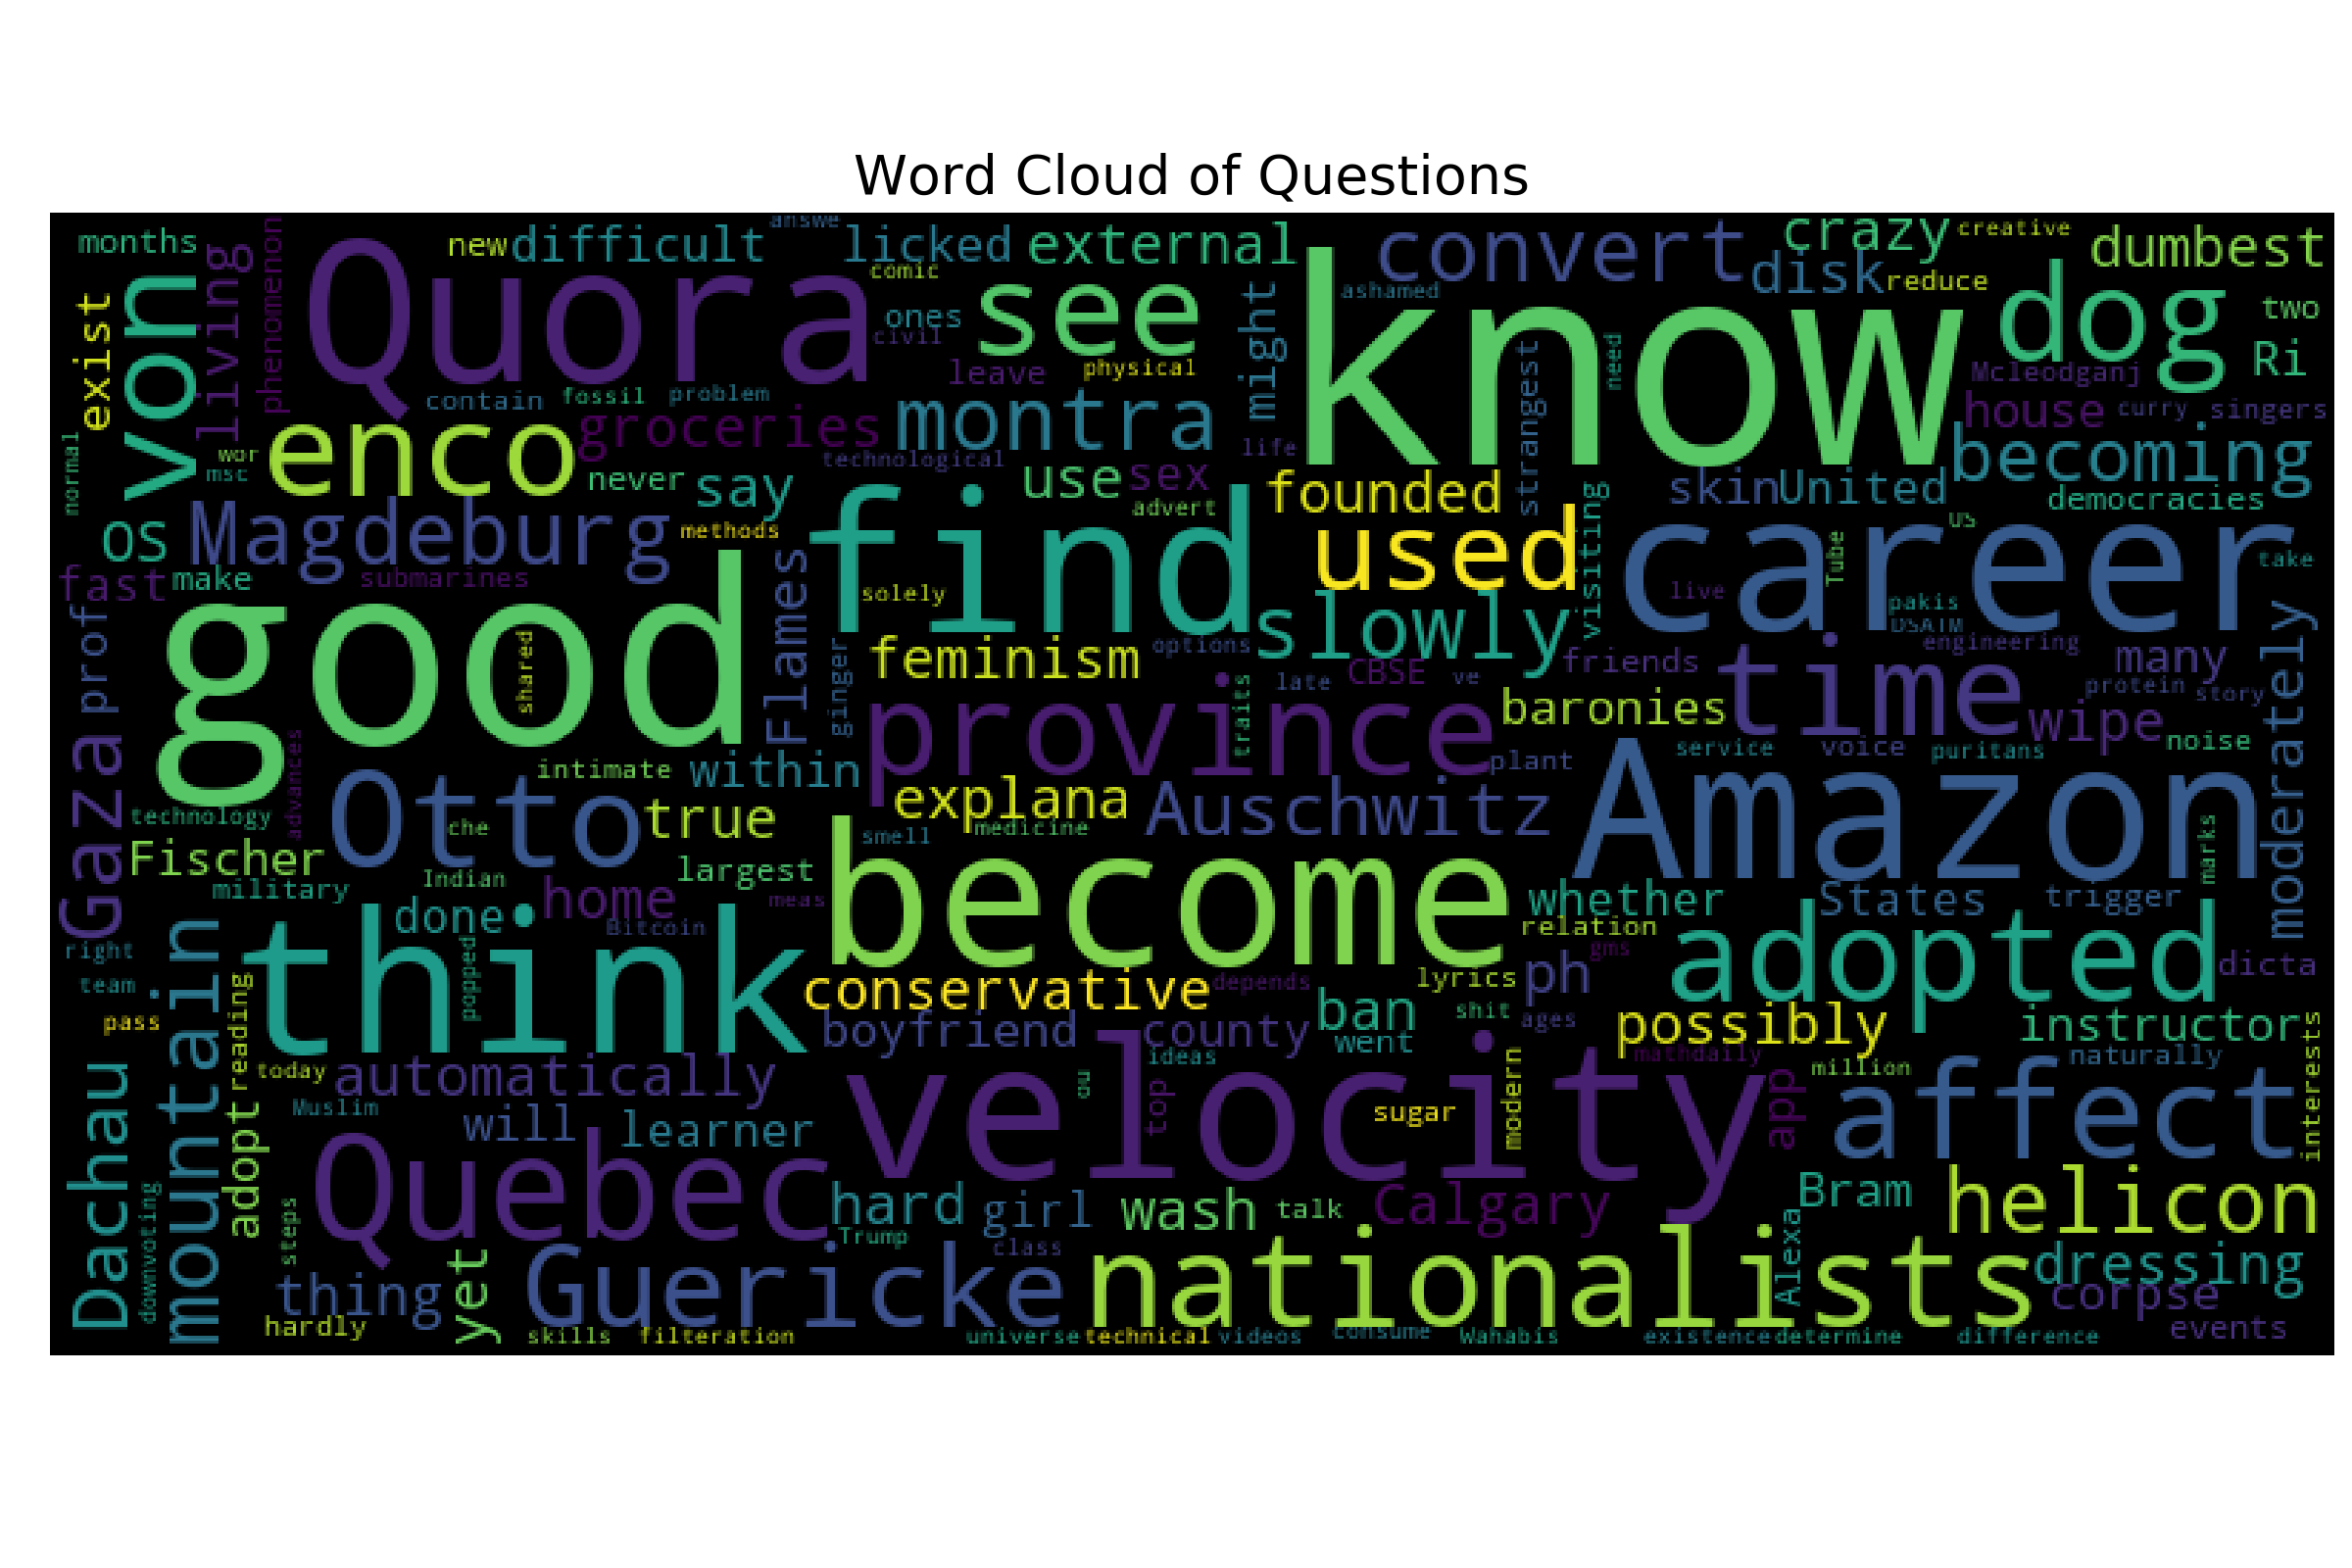 Word Cloud of Questions
months
living
phenomenon
new
difficult
answe
licked
external
convert
crazy
creative
dumbest
von
exist
Quora
comic
see
ashamed
know
disk
reduce
dog
two
ones
civil
might
need
Ri
contain
fossil
problem
leave
physical
strangest
Mcleodganj
normal
wor
msc
enco
groceries
montra
life
house
curry
singers
technological
becoming
never
say
use
sex
founded
skin
United
democracies
os
Magdeburg
methods
find
advert
used
visiting
career
us
Tube
take
fast
make
submarines
Flames
solely
slowly
live
pakis
DSATM
Gaza
prof
good
shared
ginger
feminism
options
friends
time
engineering
many
moderately
late
CBSE
ve
protein
story
province
traits
baronies
wipe
advances
intimate
within
plant
service
voice
puritans
noise
technology
Otto
che
true
explana
Auschwitz
Amazon
marks
Fischer
smell
medicine
become
military
Indian
largest
home
meas
whether
States
trigger
done
Bitcoin
relation
right
mountain
think
popped
gms
adopted
dicta
team
reading
conservative
depends
lyrics
ph
pass
boyfriend
county
ban
shit
ages
possibly
instructor
interests
went
Dachau
adopt
today
automatically
velocity
ideas
mathdaily
naturally
million
Muslim
will
learner
ou
top
sugar
modern
app
affect
downvoting
steps
Quebec
hard
girl
wash
talk
Calgary
Bram
helicon
Trump
class
Alexa
thing
yet
Guericke
nationalists
dressing
corpse
hardly
skills
filteration
universe
technical
videos
consume
Wahabis
existence
determine
difference
events